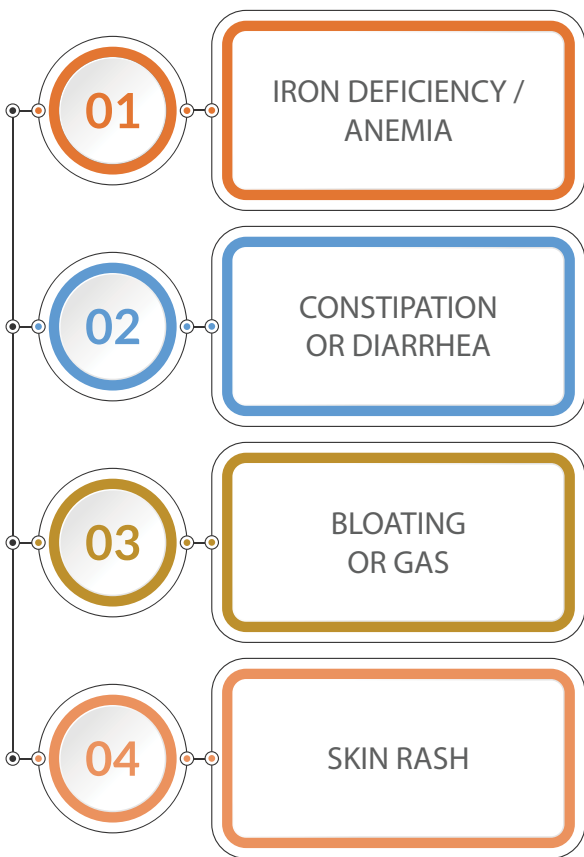 01
IRON DEFICIENCY /
ANEMIA
02
CONSTIPATION
OR DIARRHEA
03
BLOATING
OR GAS
04
SKIN RASH